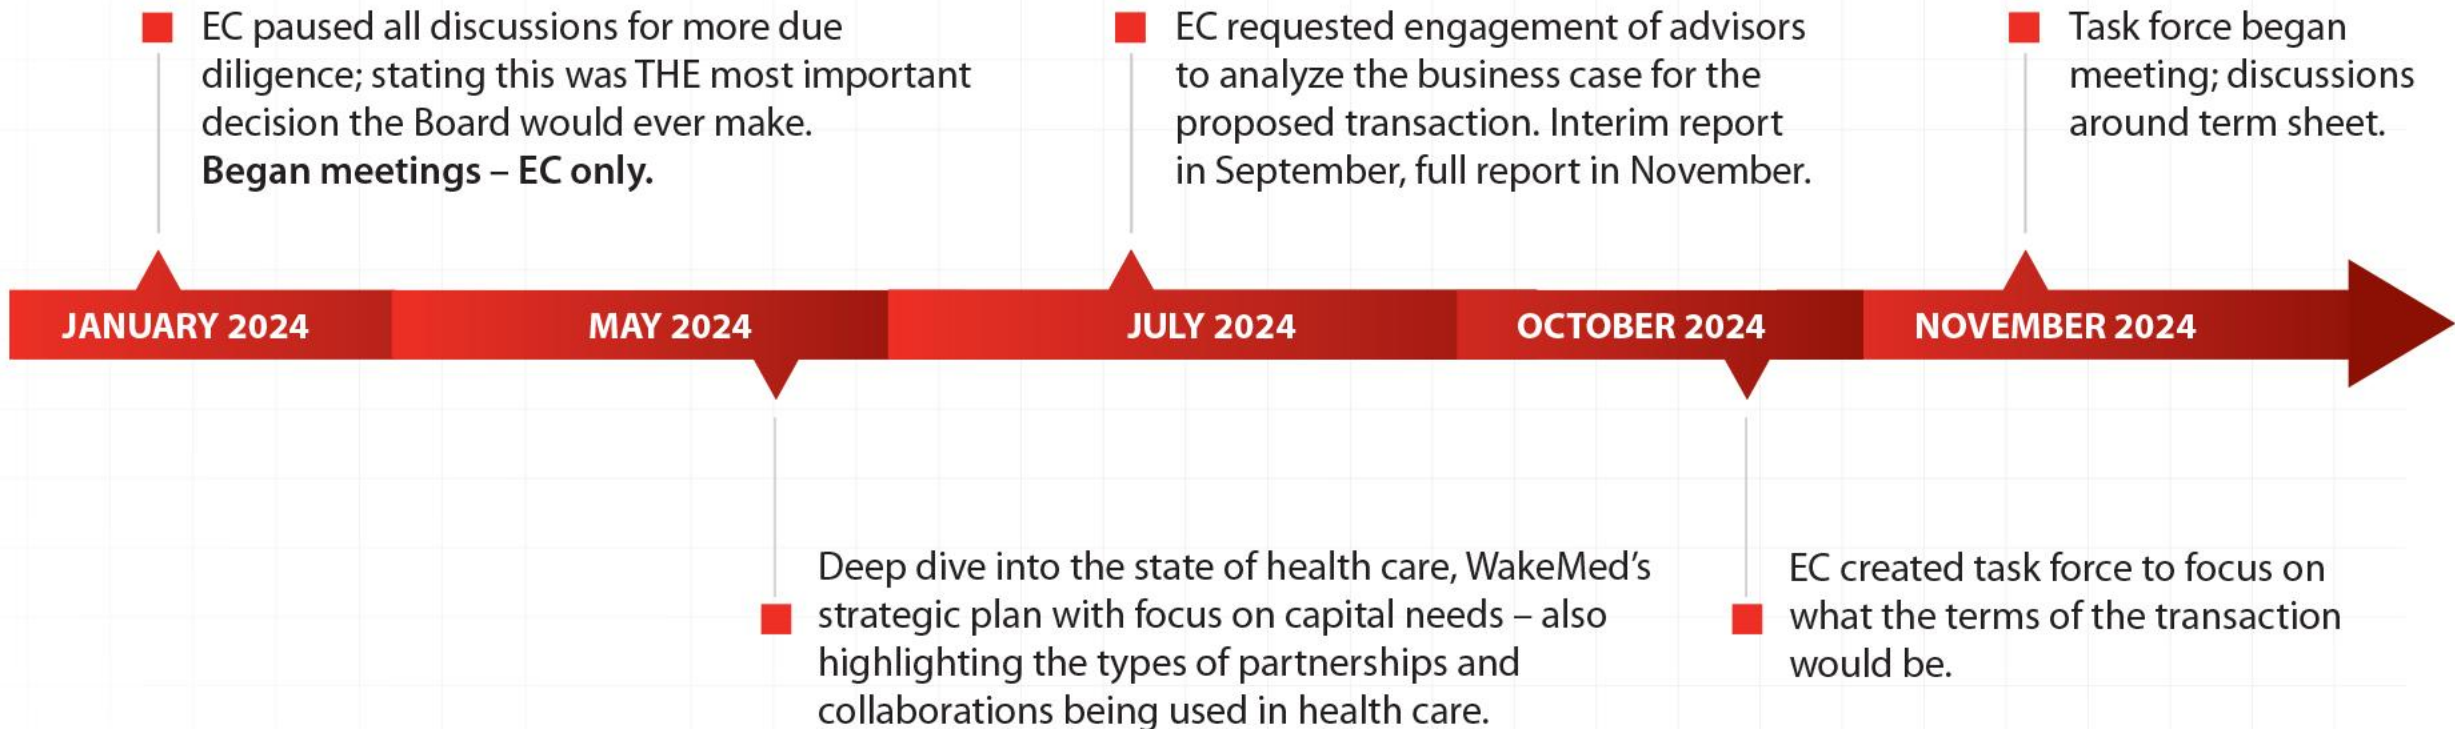 EC paused all discussions for more due
diligence; stating this was THE most important
decision the Board would ever make.
Began meetings – EC only.
EC requested engagement of advisors
to analyze the business case for the
proposed transaction. Interim report
in September, full report in November.
Task force began
meeting; discussions
around term sheet.
JANUARY 2024
MAY 2024
JULY 2024
OCTOBER 2024
NOVEMBER 2024
Deep dive into the state of health care, WakeMed’s
strategic plan with focus on capital needs – also
highlighting the types of partnerships and
collaborations being used in health care.
EC created task force to focus on
what the terms of the transaction
would be.